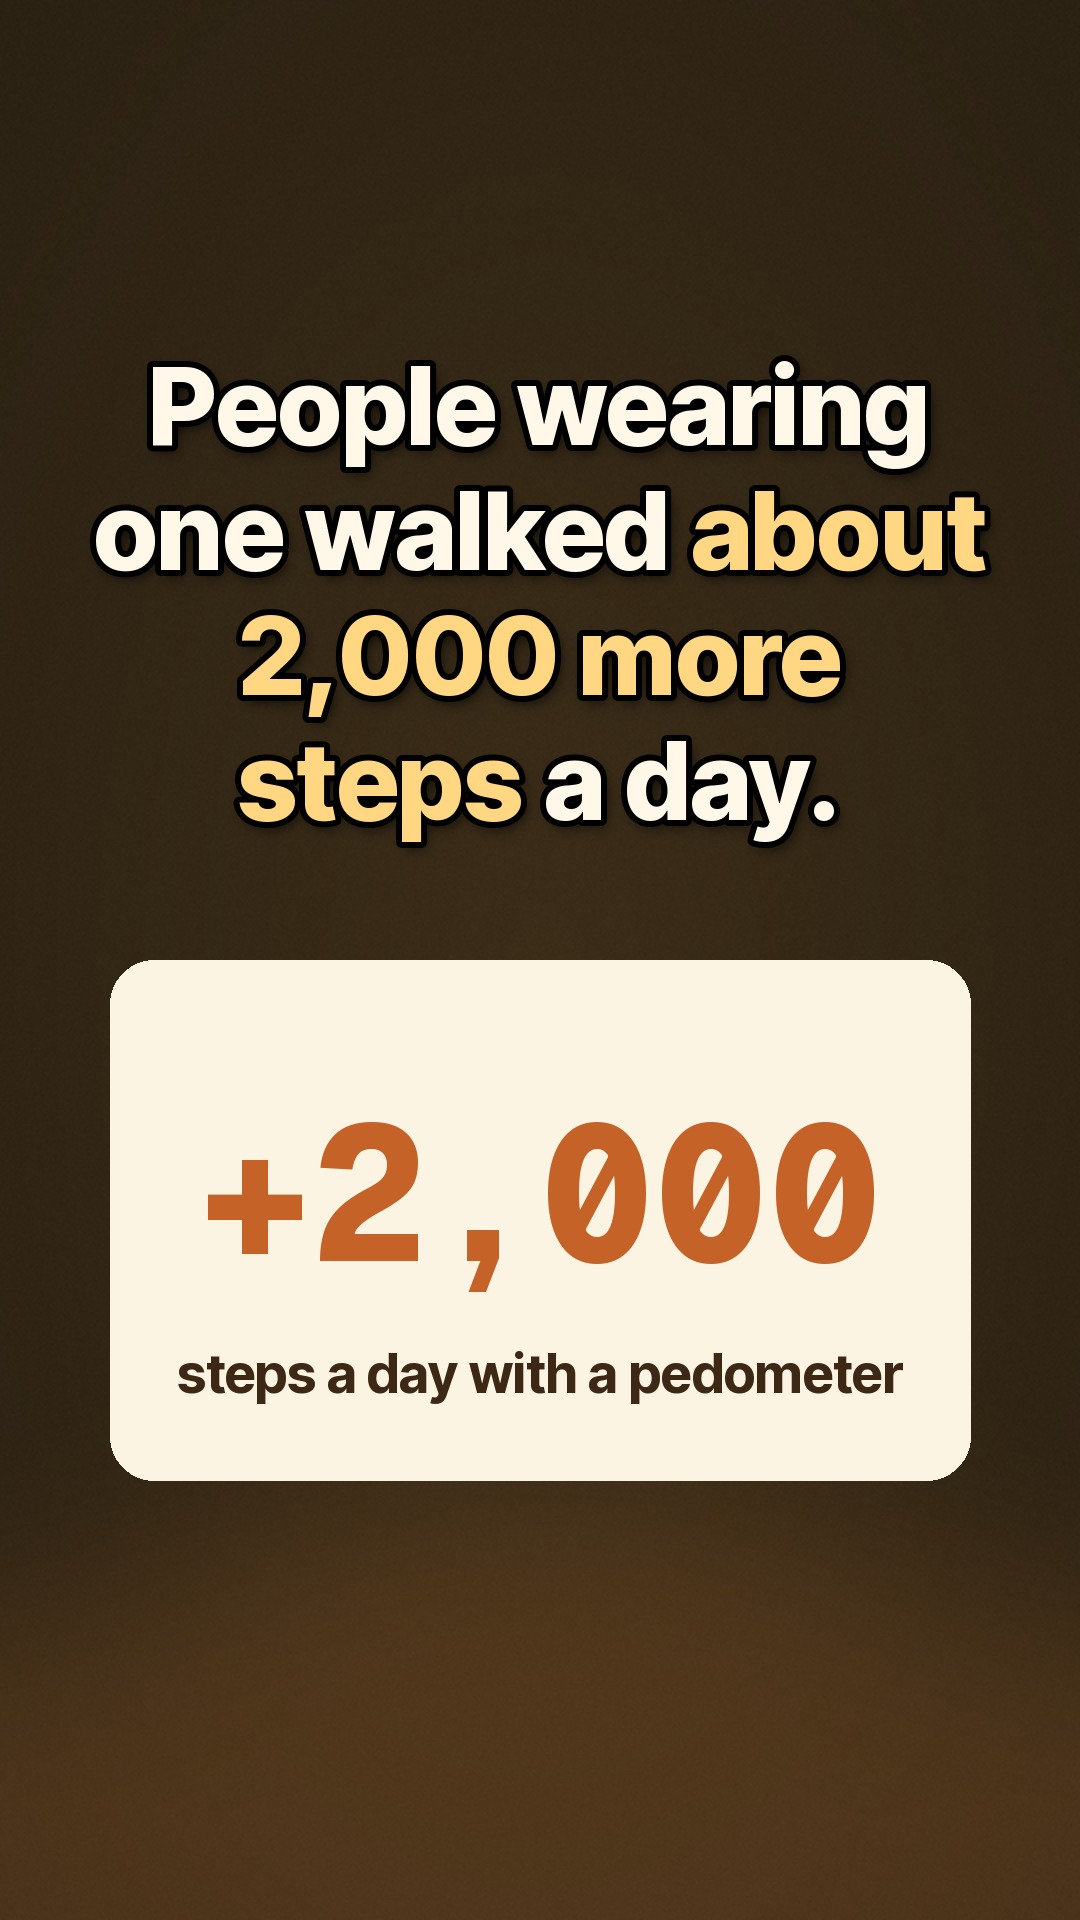 People wearing
one walked about
2,000 more
steps a day.
+2,000
steps a day with a pedometer